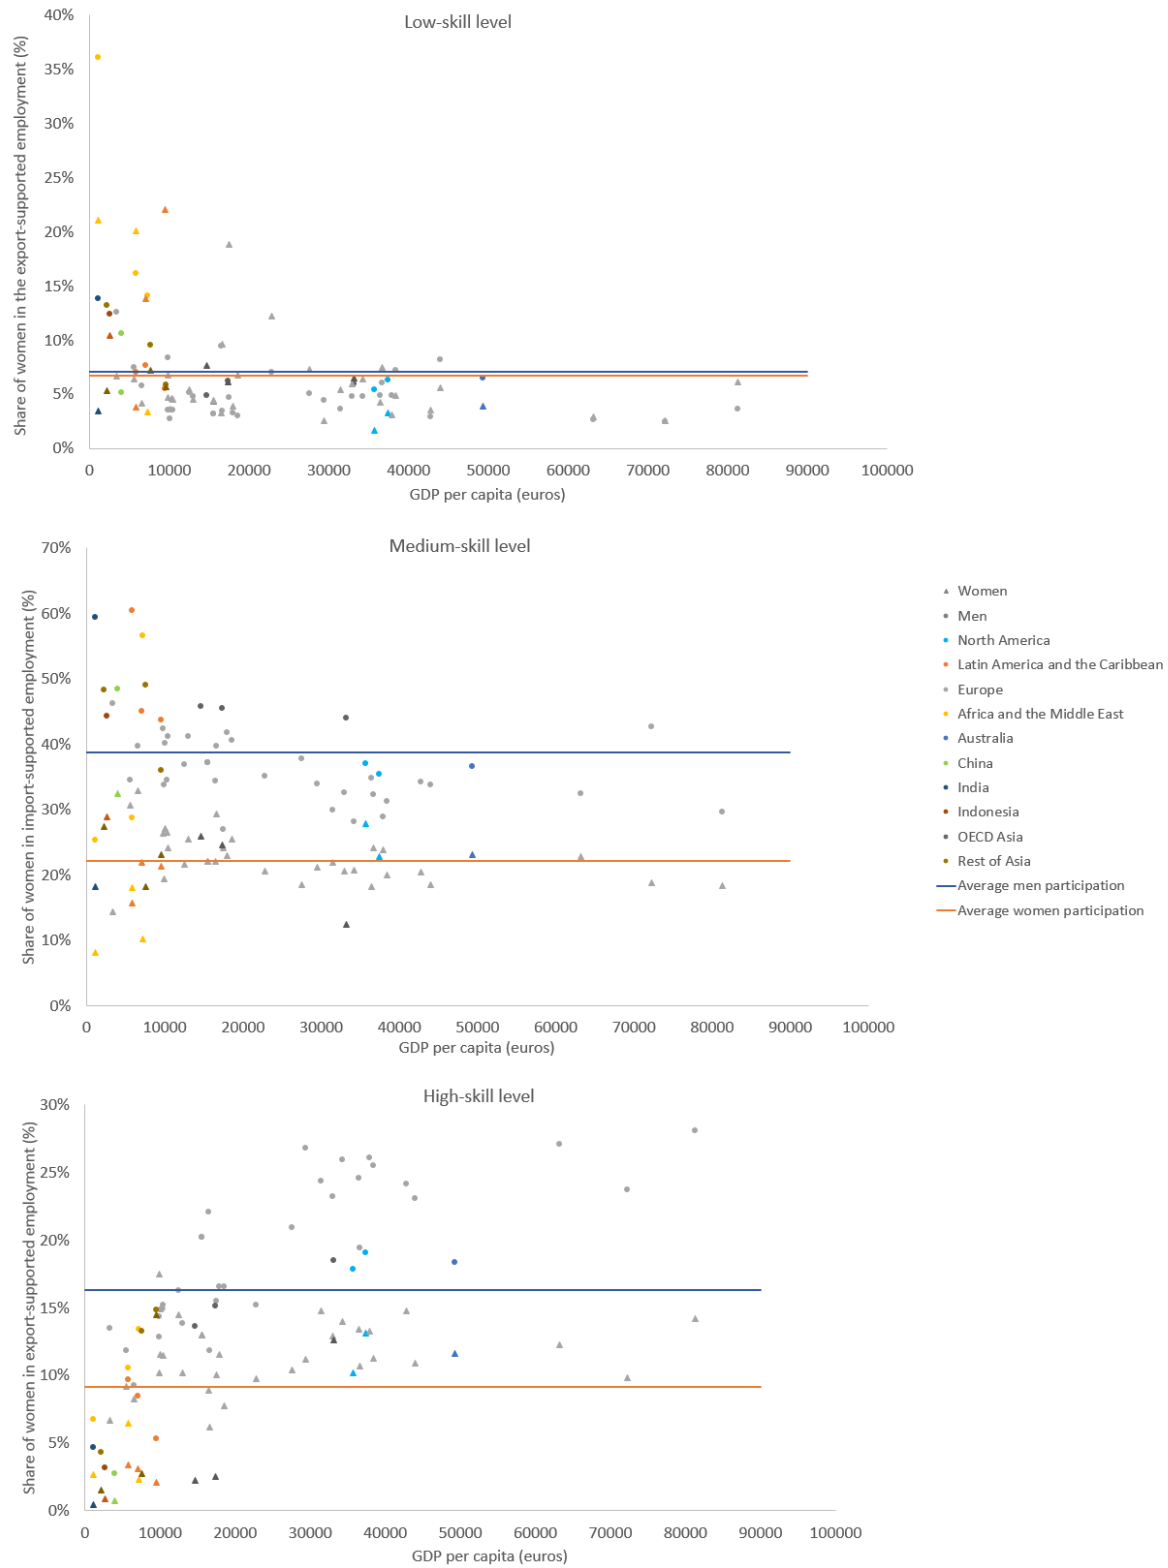 Low-skill level
Share of women in the export-supported employment (%)
40%
35%
30%
25%
20%
15%
10%
5%
0%
0 10000 20000 30000 40000 50000 60000 70000 80000 90000 100000
GDP per capita (euros)
Medium-skill level
Share of women in import-supported employment (%)
70%
60%
50%
40%
30%
20%
10%
0%
0 10000 20000 30000 40000 50000 60000 70000 80000 90000 100000
GDP per capita (euros)
Women
Men
North America
Latin America and the Caribbean
Europe
Africa and the Middle East
Australia
China
India
Indonesia
OECD Asia
Rest of Asia
Average men participation
Average women participation
High-skill level
Share of women in export-supported employment (%)
30%
25%
20%
15%
10%
5%
0%
0 10000 20000 30000 40000 50000 60000 70000 80000 90000 100000
GDP per capita (euros)